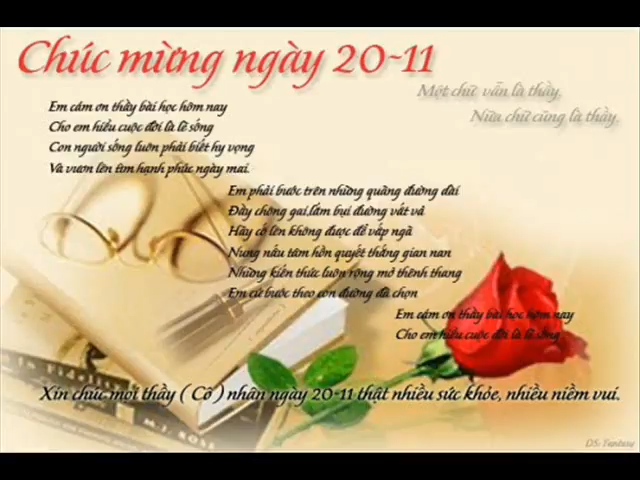 Chúc mừng ngày 20-11
Một chữ vẫn là thầy,
Nửa chữ cũng là thầy.
Em cám ơn thầy bài học hôm nay
Cho em hiểu cuộc đời là lẽ sống
Con người sống luôn phải biết hy vọng
Và vươn lên tìm hạnh phúc ngày mai.
Em phải bước trên những quãng đường dài
Đầy chông gai,lấm bụi đường vất vả
Hãy cố lên không được để vấp ngã
Nung nấu tâm hồn quyết thắng gian nan
Những kiến thức luôn rộng mở thênh thang
Em cứ bước theo con đường đã chọn
Em cám ơn thầy bài học hôm nay
Cho em hiểu cuộc đời là lẽ sống
Xin chúc mọi thầy ( Cô ) nhân ngày 20-11 thật nhiều sức khỏe, nhiều niềm vui.
M. J. ROSE
DS: Fantasy